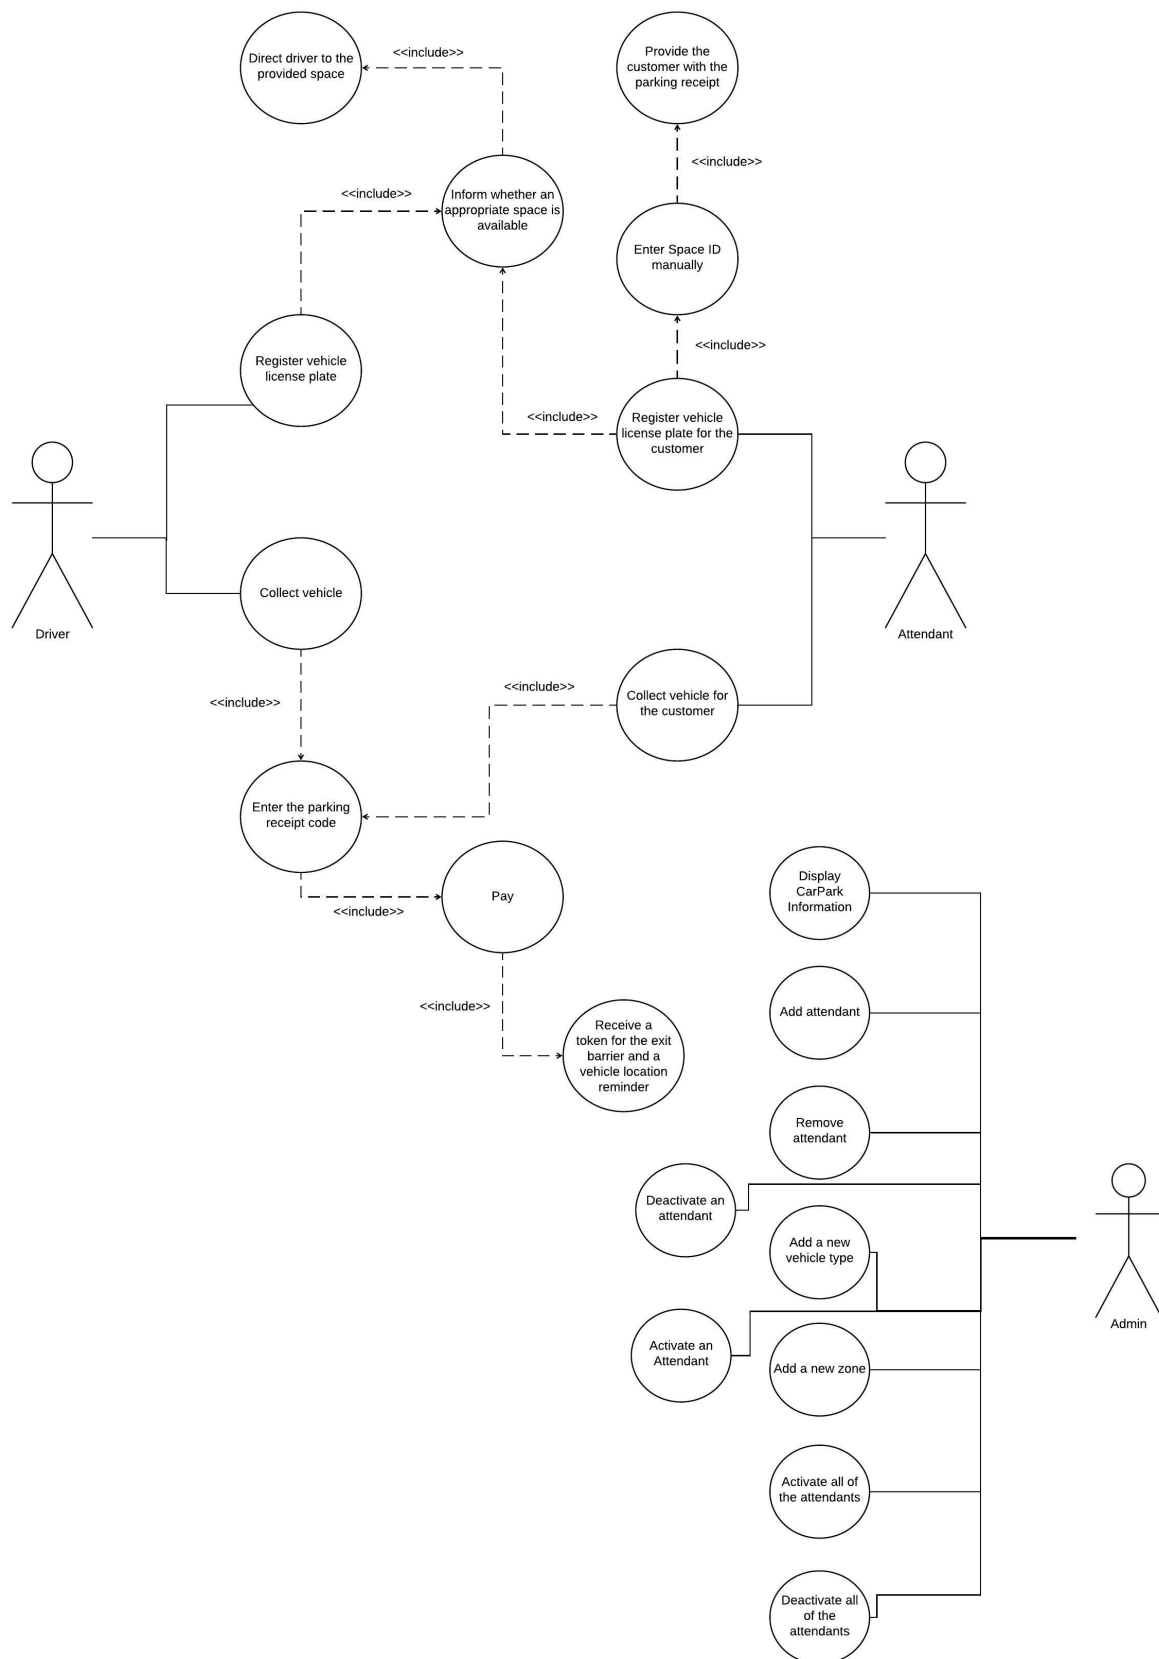 Direct driver to the
provided space
<<include>>
Provide the
customer with the
parking receipt
<<include>>
<<include>>
Inform whether an
appropriate space is
available
Enter Space ID
manually
<<include>>
Register vehicle
license plate
<<include>>
Register vehicle
license plate for the
customer
Driver
Collect vehicle
Attendant
<<include>>
<<include>>
Collect vehicle for
the customer
Enter the parking
receipt code
<<include>>
Pay
<<include>>
Receive a
token for the exit
barrier and a
vehicle location
reminder
Display
CarPark
Information
Add attendant
Remove
attendant
Deactivate an
attendant
Add a new
vehicle type
Activate an
Attendant
Admin
Add a new zone
Activate all of
the attendants
Deactivate all
of the
attendants